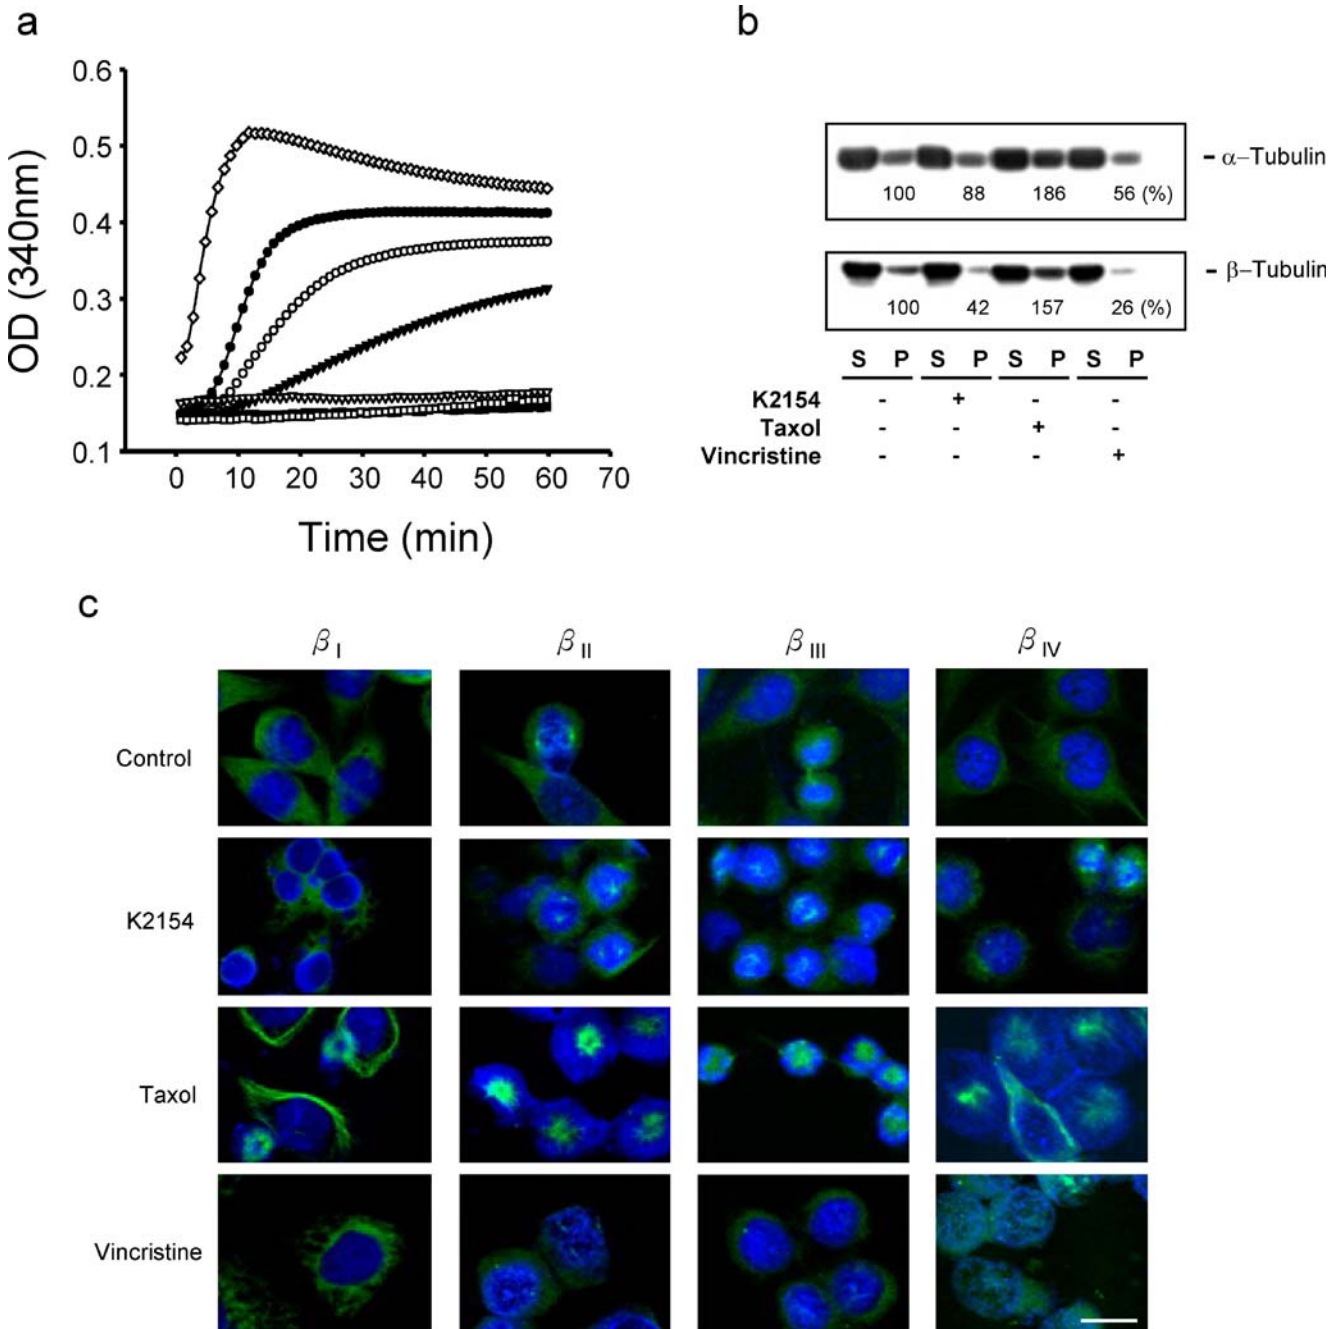 a
0.6
0.5
0.4
0.3
0.2
0.1
OD (340nm)
0 10 20 30 40 50 60 70
Time (min)
b
α-Tubulin
100 88 186 56 (%)
β-Tubulin
100 42 157 26 (%)
S P S P S P S P
K2154 - + - -
Taxol - - + -
Vincristine - - - +
c
β I β II β III β IV
Control
K2154
Taxol
Vincristine